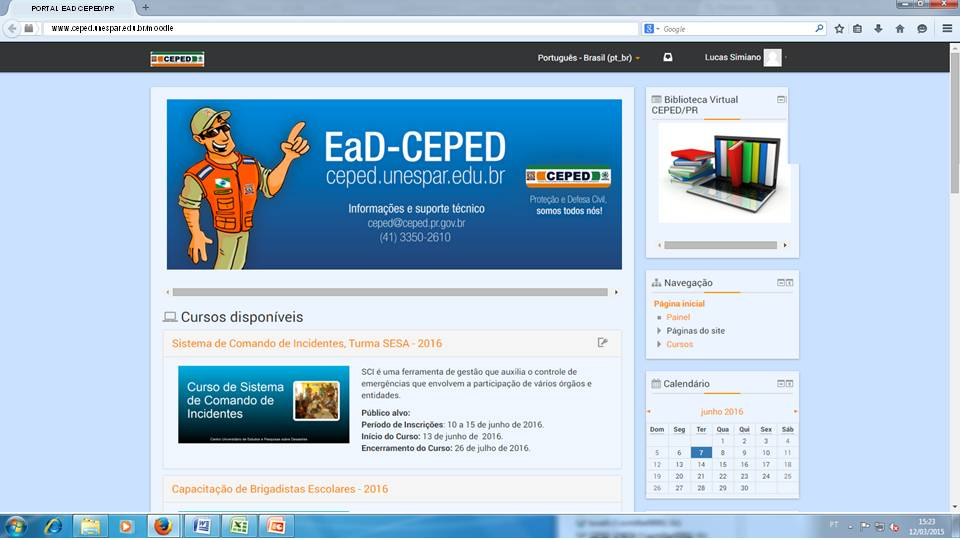 PORTAL EAD CEPED/PR
www.ceped.unespar.edu.br/moodle
Google
CEPED
Português - Brasil (pt_br)
Lucas Simiano
EaD-CEPED
ceped.unespar.edu.br
Informações e suporte técnico
ceped@ceped.pr.gov.br
(41) 3350-2610
CEPED
Proteção e Defesa Civil,
somos todos nós!
Cursos disponíveis
Sistema de Comando de Incidentes, Turma SESA - 2016
Curso de Sistema
de Comando de
Incidentes
Centro Universitário de Estudos e Pesquisas sobre Desastres
SCI é uma ferramenta de gestão que auxilia o controle de
emergências que envolvem a participação de vários órgãos e
entidades.
Público alvo:
Período de Inscrições: 10 a 15 de junho de 2016.
Início do Curso: 13 de junho de 2016.
Encerramento do Curso: 26 de julho de 2016.
Capacitação de Brigadistas Escolares - 2016
Biblioteca Virtual
CEPED/PR
Navegação
Página inicial
Painel
Páginas do site
Cursos
Calendário
junho 2016
Dom Seg Ter Qua Qui Sex Sáb
1 2 3 4
5 6 7 8 9 10 11
12 13 14 15 16 17 18
19 20 21 22 23 24 25
26 27 28 29 30
PT
15:23
12/03/2015